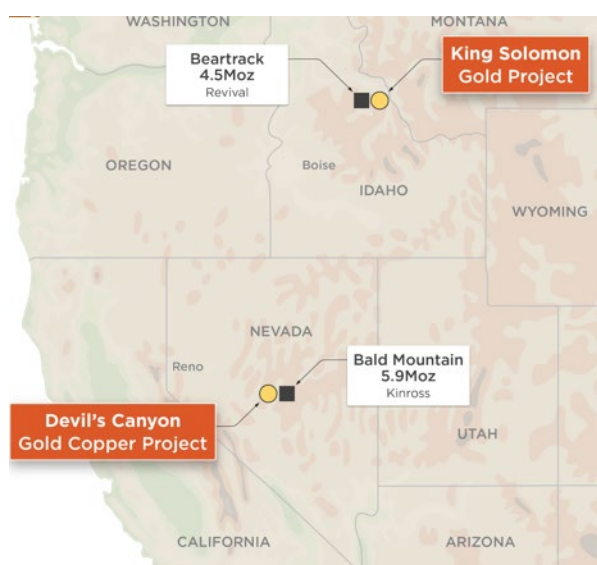 WASHINGTON
MONTANA
Beartrack
4.5Moz
Revival
King Solomon
Gold Project
OREGON
Boise
IDAHO
WYOMING
NEVADA
Reno
Bald Mountain
5.9Moz
Kinross
Devil's Canyon
Gold Copper Project
UTAH
CALIFORNIA
ARIZONA